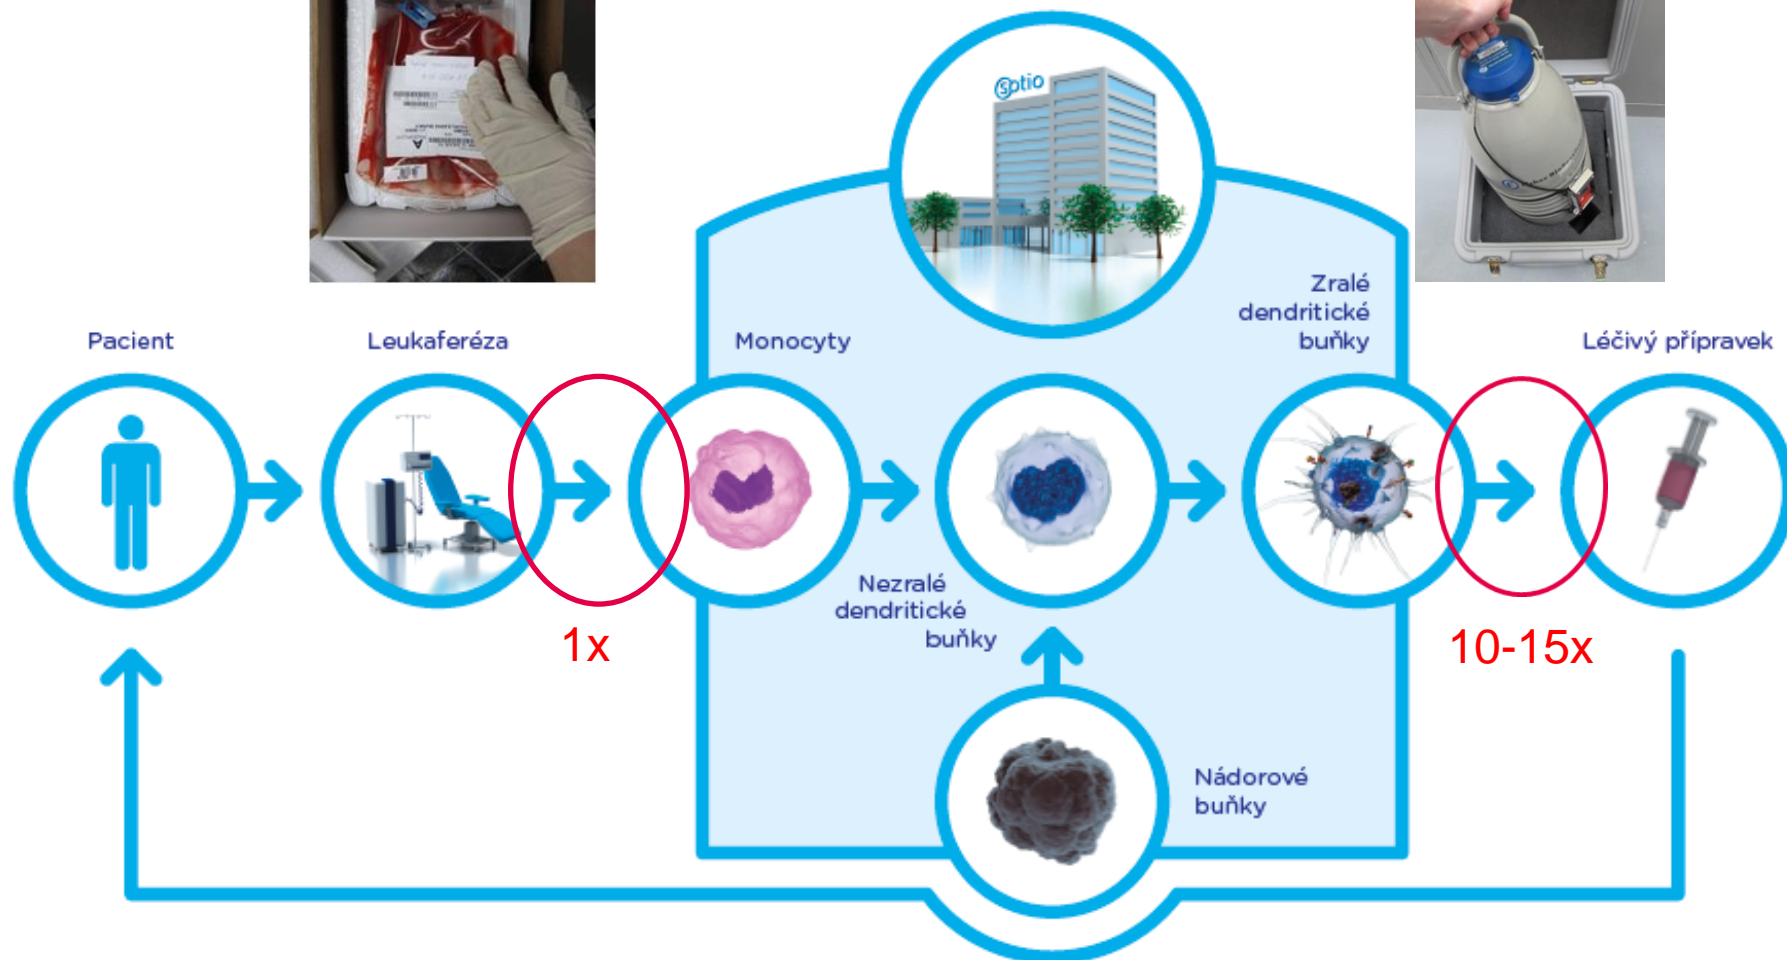 sotio
Pacient
Leukaferéza
Monocyty
Zralé
dendritické
buňky
Léčivý přípravek
Nezralé
dendritické
buňky
1x
10-15x
Nádorové
buňky